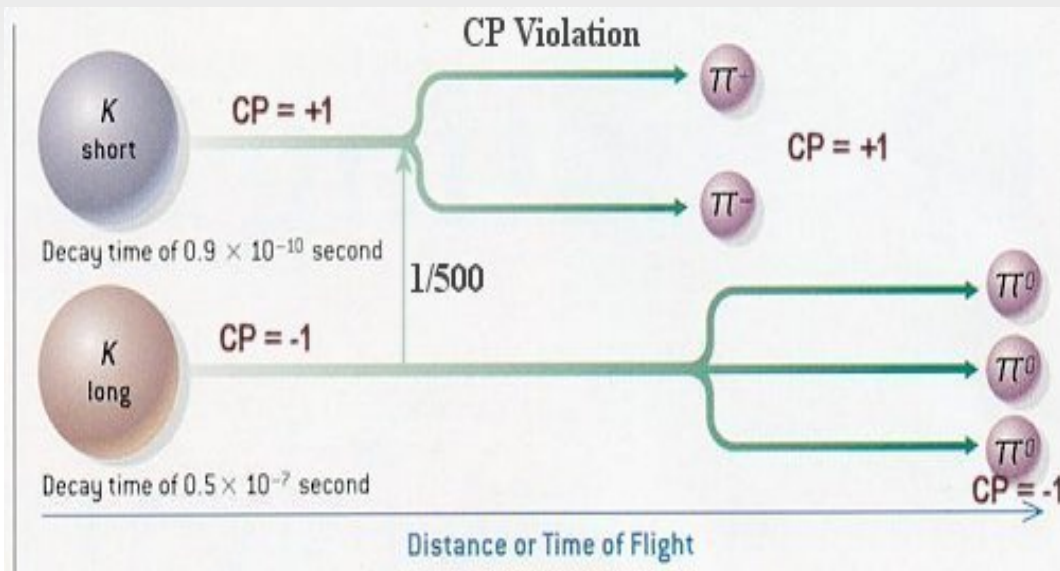 CP Violation
K
short
CP = +1
π+
π−
CP = +1
Decay time of 0.9 × 10⁻¹⁰ second
1/500
K
long
CP = -1
π⁰
π⁰
π⁰
CP = -1
Decay time of 0.5 × 10⁻⁷ second
Distance or Time of Flight